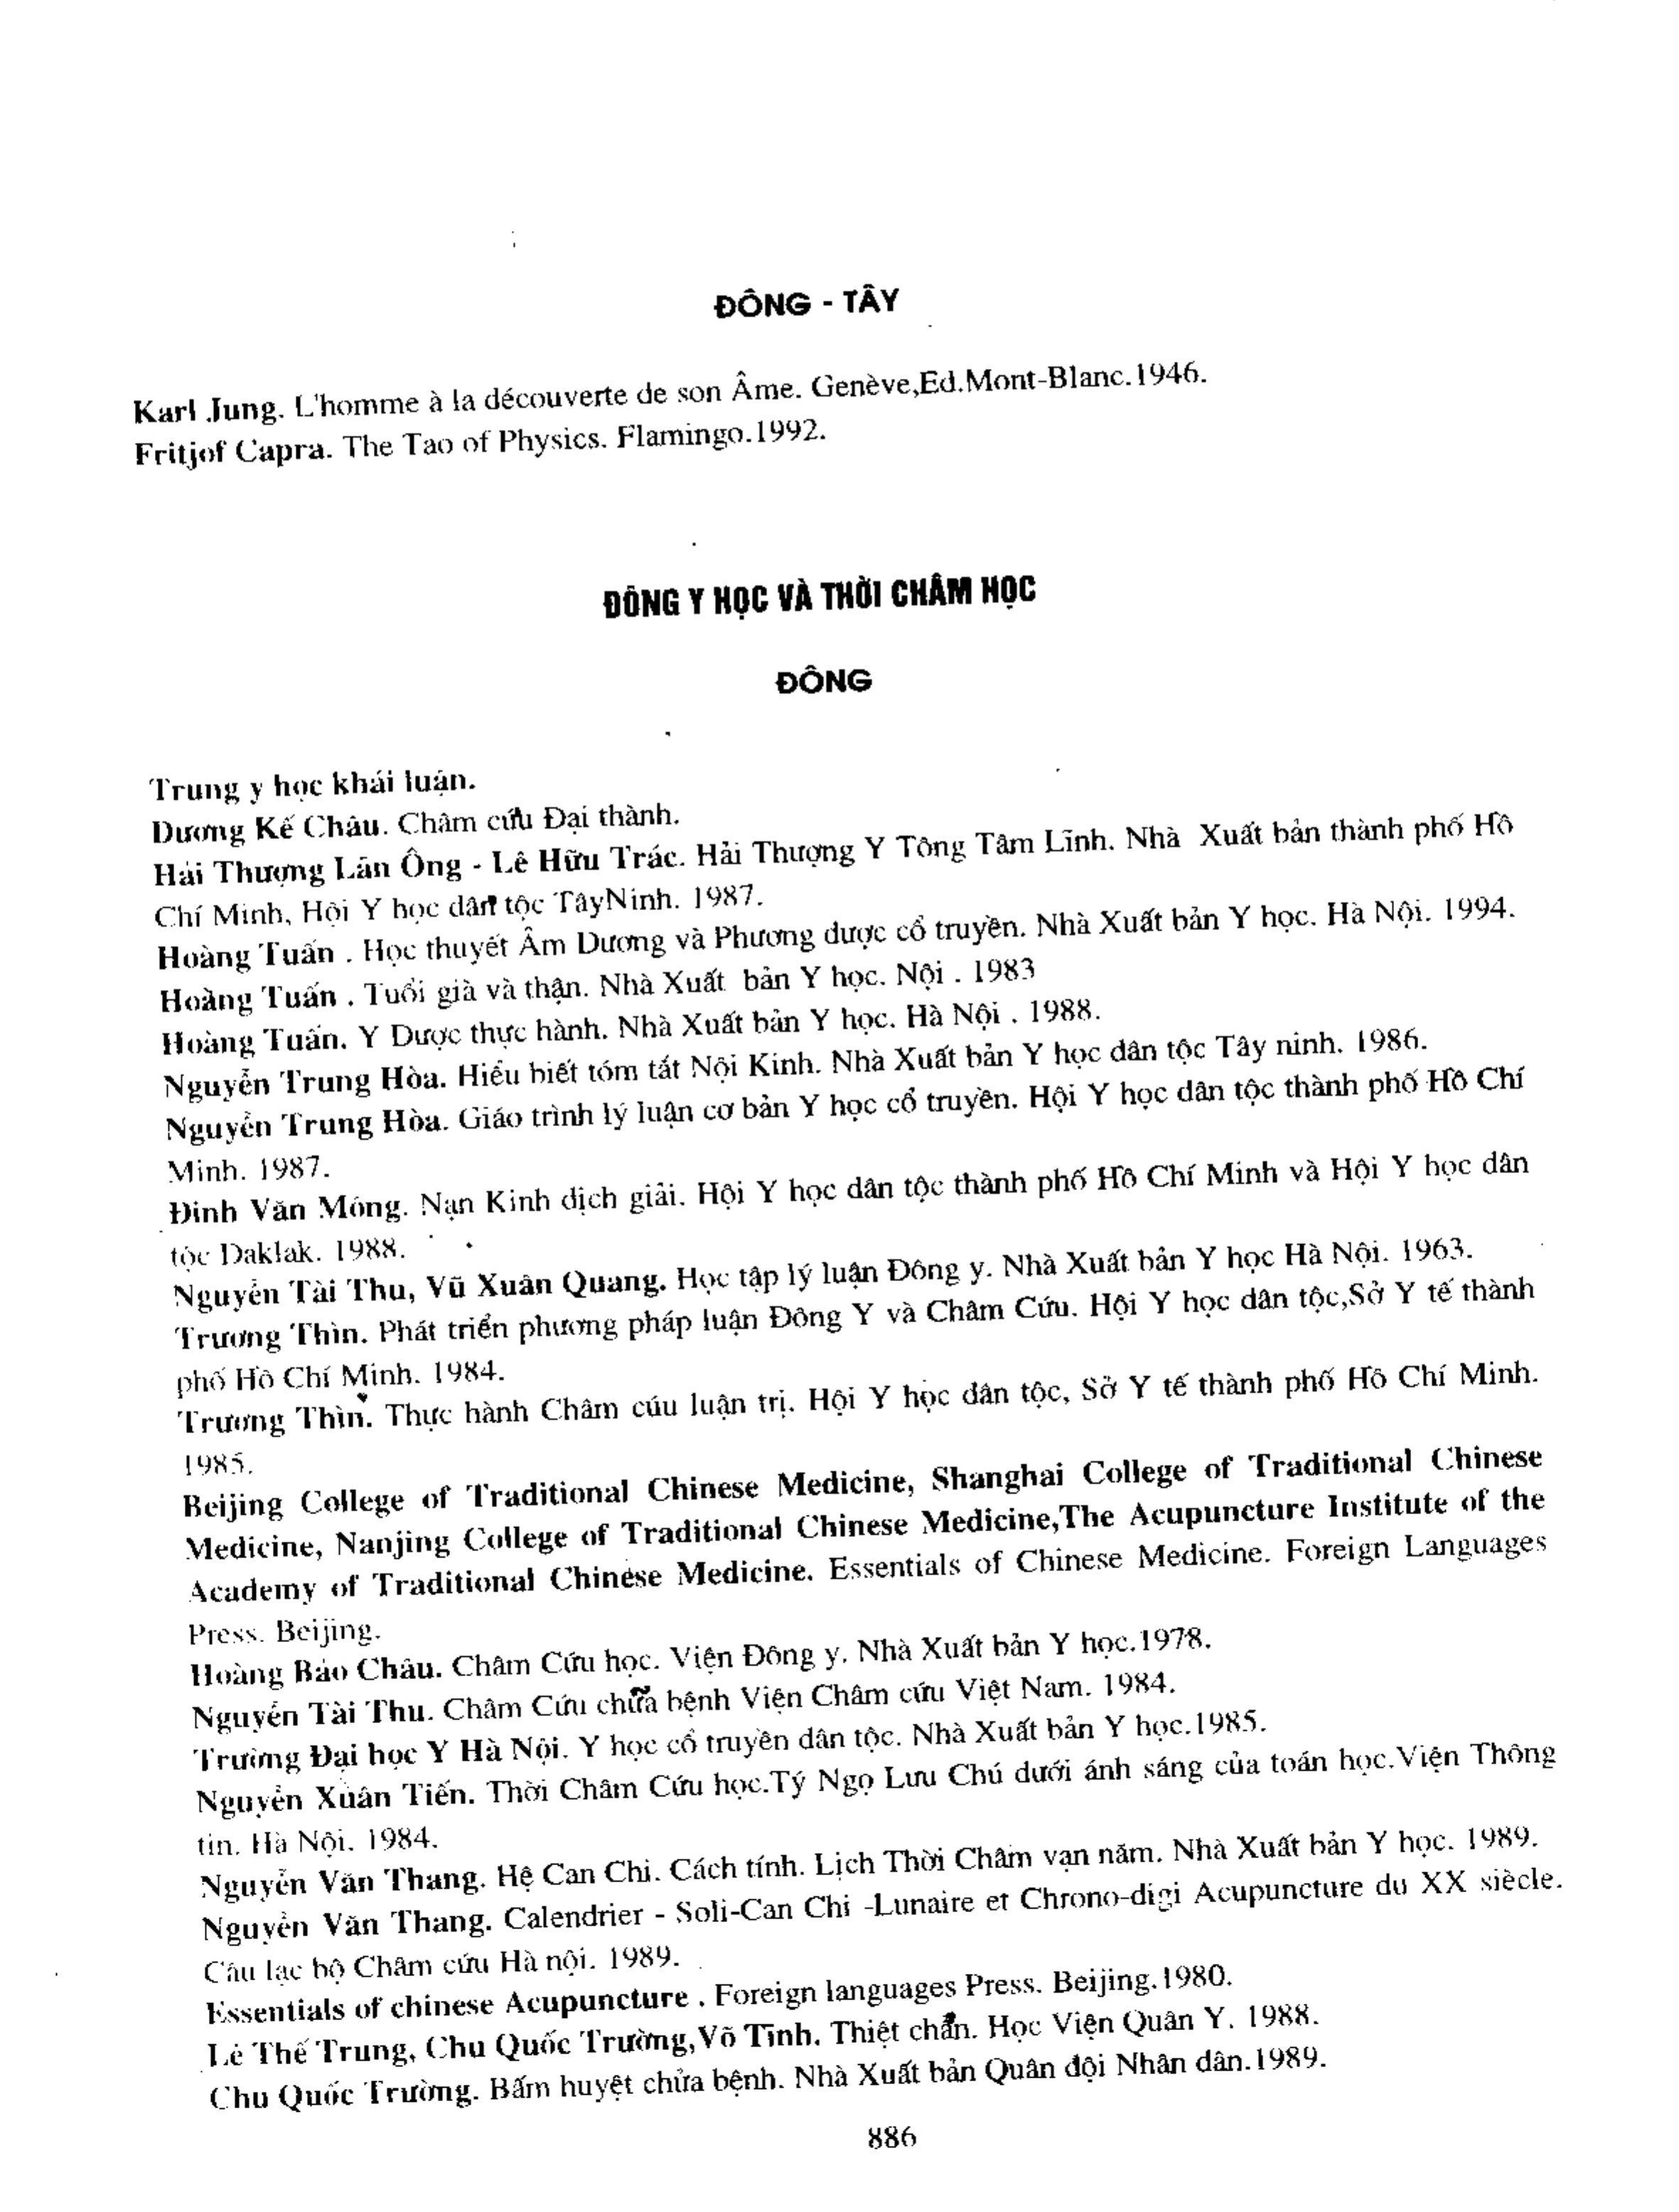 ĐÔNG - TÂY
Karl Jung. L'homme à la découverte de son Âme. Genève,Ed.Mont-Blanc.1946.
Fritjof Capra. The Tao of Physics. Flamingo.1992.
ĐÔNG Y HỌC VÀ THỜI CHÂM HỌC
ĐÔNG
Trung y học khái luận.
Dương Kế Châu. Châm cứu Đại thành.
Hải Thượng Lãn Ông - Lê Hữu Trác. Hải Thượng Y Tông Tâm Lĩnh. Nhà Xuất bản thành phố Hồ
Chí Minh, Hội Y học dân tộc TâyNinh. 1987.
Hoàng Tuấn . Học thuyết Âm Dương và Phương dược cổ truyền. Nhà Xuất bản Y học. Hà Nội. 1994.
Hoàng Tuấn . Tuổi già và thận. Nhà Xuất bản Y học. Nội . 1983
Hoàng Tuấn. Y Dược thực hành. Nhà Xuất bản Y học. Hà Nội . 1988.
Nguyễn Trung Hòa. Hiểu biết tóm tắt Nội Kinh. Nhà Xuất bản Y học dân tộc Tây ninh. 1986.
Nguyễn Trung Hòa. Giáo trình lý luận cơ bản Y học cổ truyền. Hội Y học dân tộc thành phố Hồ Chí
Minh. 1987.
Đinh Văn Móng. Nạn Kinh dịch giải. Hội Y học dân tộc thành phố Hồ Chí Minh và Hội Y học dân
tộc Daklak. 1988.
Nguyễn Tài Thu, Vũ Xuân Quang. Học tập lý luận Đông y. Nhà Xuất bản Y học Hà Nội. 1963.
Trương Thìn. Phát triển phương pháp luận Đông Y và Châm Cứu. Hội Y học dân tộc,Sở Y tế thành
phố Hồ Chí Minh. 1984.
Trương Thìn. Thực hành Châm cúu luận trị. Hội Y học dân tộc, Sở Y tế thành phố Hồ Chí Minh.
1985.
Beijing College of Traditional Chinese Medicine, Shanghai College of Traditional Chinese
Medicine, Nanjing College of Traditional Chinese Medicine,The Acupuncture Institute of the
Academy of Traditional Chinese Medicine. Essentials of Chinese Medicine. Foreign Languages
Press. Beijing.
Hoàng Bảo Châu. Châm Cứu học. Viện Đông y. Nhà Xuất bản Y học.1978.
Nguyễn Tài Thu. Châm Cứu chữa bệnh Viện Châm cứu Việt Nam. 1984.
Trường Đại học Y Hà Nội. Y học cổ truyền dân tộc. Nhà Xuất bản Y học.1985.
Nguyễn Xuân Tiến. Thời Châm Cứu học.Tý Ngọ Lưu Chú dưới ánh sáng của toán học.Viện Thông
tin. Hà Nội. 1984.
Nguyễn Văn Thang. Hệ Can Chi. Cách tính. Lịch Thời Châm vạn năm. Nhà Xuất bản Y học. 1989.
Nguyễn Văn Thang. Calendrier - Soli-Can Chi -Lunaire et Chrono-digi Acupuncture du XX siècle.
Câu lạc bộ Châm cứu Hà nội. 1989.
Essentials of chinese Acupuncture . Foreign languages Press. Beijing.1980.
Lê Thế Trung, Chu Quốc Trường,Võ Tĩnh. Thiệt chẩn. Học Viện Quân Y. 1988.
Chu Quốc Trường. Bấm huyệt chửa bệnh. Nhà Xuất bản Quân đội Nhân dân.1989.
886